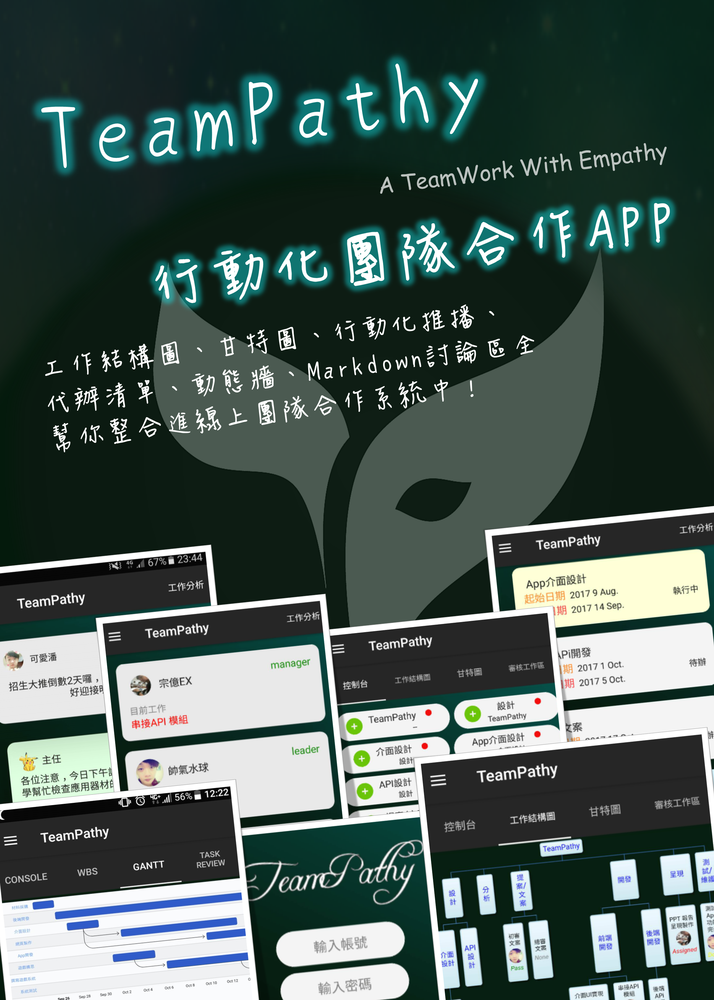 TeamPathy
A TeamWork With Empathy
行動化團隊合作APP
工作結構圖、甘特圖、行動化推播、
代辦清單、動態牆、Markdown討論區全
幫你整合進線上團隊合作系統中！
4G 67% 23:44
TeamPathy 工作分析
可愛潘
招生大推倒數2天囉，
好迎接
主任
各位注意，今日下午
學幫忙檢查應用器材的
TeamPathy 工作分析
manager
宗億EX
目前工作
串接API 模組
leader
帥氣水球
TeamPathy
控制台 工作結構圖 甘特圖 審核工作區
TeamPathy
--
設計
TeamPathy
介面設計
設計
App介面設計
API設計
設計
TeamPathy 工作分析
App介面設計
起始日期 2017 9 Aug.
執行中
期 2017 14 Sep.
開發
期 2017 1 Oct.
待辦
期 2017 5 Oct.
文案
4G+ 56% 12:22
TeamPathy
CONSOLE WBS GANTT TASK REVIEW
材料採購
後端開發
介面設計
網頁製作
App開發
遊戲構思
撰寫遊戲系統
系統測試
Sep 26 Sep 28 Sep 30 Oct 2 Oct 4 Oct 6 Oct 8 Oct 10 Oct 12
TeamPathy
輸入帳號
輸入密碼
TeamPathy
控制台 工作結構圖 甘特圖 審核工作區
TeamPathy
設計
分析
提案/文案
開發
呈現
測試/維護
介面設計
API設計
初審文案
Pass
總審文案
None
前端開發
後端開發
PPT 報告呈現製作
Assigned
介面UI實現
串接API模組
後端API